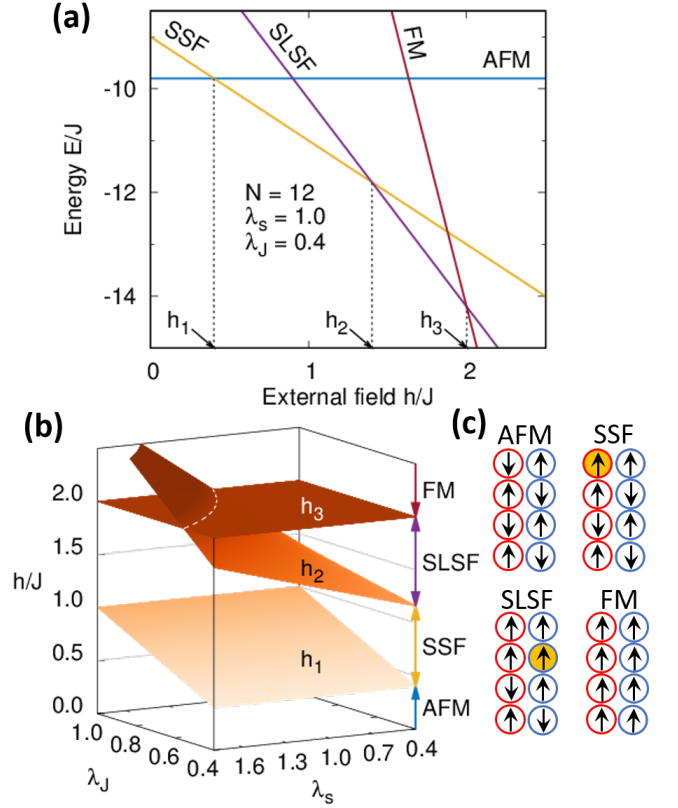 (a)
SSF
SLSF
FM
AFM
-10
-12
-14
Energy E/J
N = 12
λs = 1.0
λJ = 0.4
h1
h2
h3
0
1
2
External field h/J
(b)
2.0
1.5
1.0
0.5
0.0
h/J
h3
h2
h1
FM
SLSF
SSF
AFM
1.0
0.8
0.6
0.4
λJ
1.6
1.3
1.0
0.7
0.4
λs
(c)
AFM
SSF
SLSF
FM